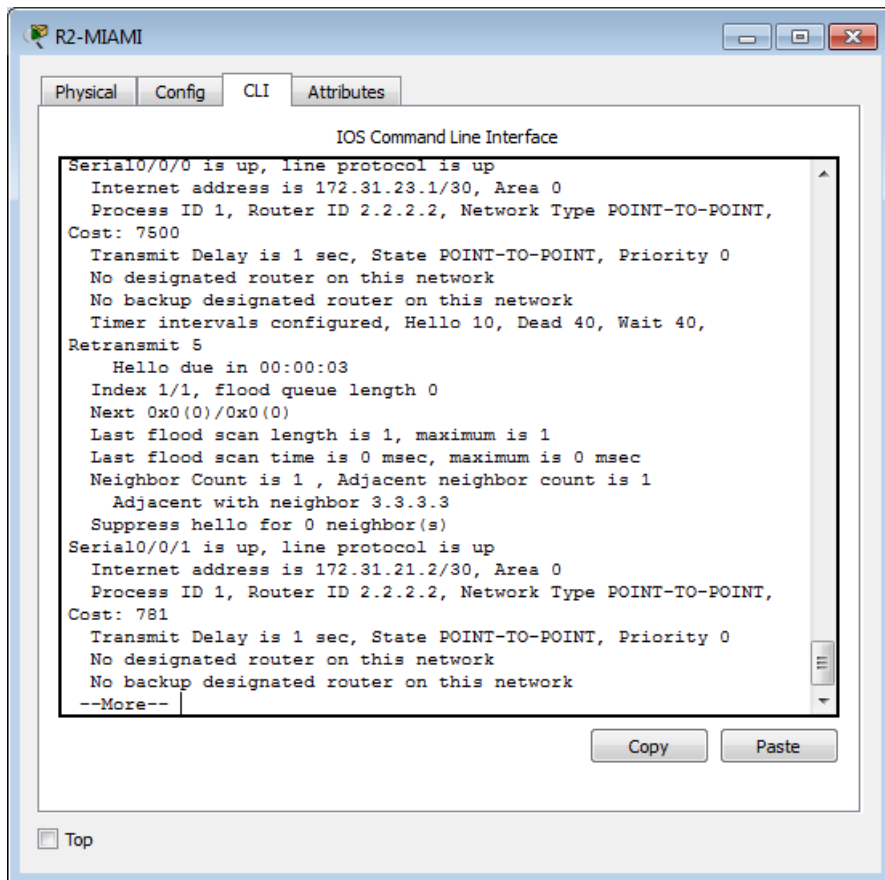 R2-MIAMI
Physical Config CLI Attributes
IOS Command Line Interface
Serial0/0/0 is up, line protocol is up
  Internet address is 172.31.23.1/30, Area 0
  Process ID 1, Router ID 2.2.2.2, Network Type POINT-TO-POINT,
Cost: 7500
  Transmit Delay is 1 sec, State POINT-TO-POINT, Priority 0
  No designated router on this network
  No backup designated router on this network
  Timer intervals configured, Hello 10, Dead 40, Wait 40,
Retransmit 5
    Hello due in 00:00:03
  Index 1/1, flood queue length 0
  Next 0x0(0)/0x0(0)
  Last flood scan length is 1, maximum is 1
  Last flood scan time is 0 msec, maximum is 0 msec
  Neighbor Count is 1 , Adjacent neighbor count is 1
    Adjacent with neighbor 3.3.3.3
  Suppress hello for 0 neighbor(s)
Serial0/0/1 is up, line protocol is up
  Internet address is 172.31.21.2/30, Area 0
  Process ID 1, Router ID 2.2.2.2, Network Type POINT-TO-POINT,
Cost: 781
  Transmit Delay is 1 sec, State POINT-TO-POINT, Priority 0
  No designated router on this network
  No backup designated router on this network
 --More--
Copy Paste
Top